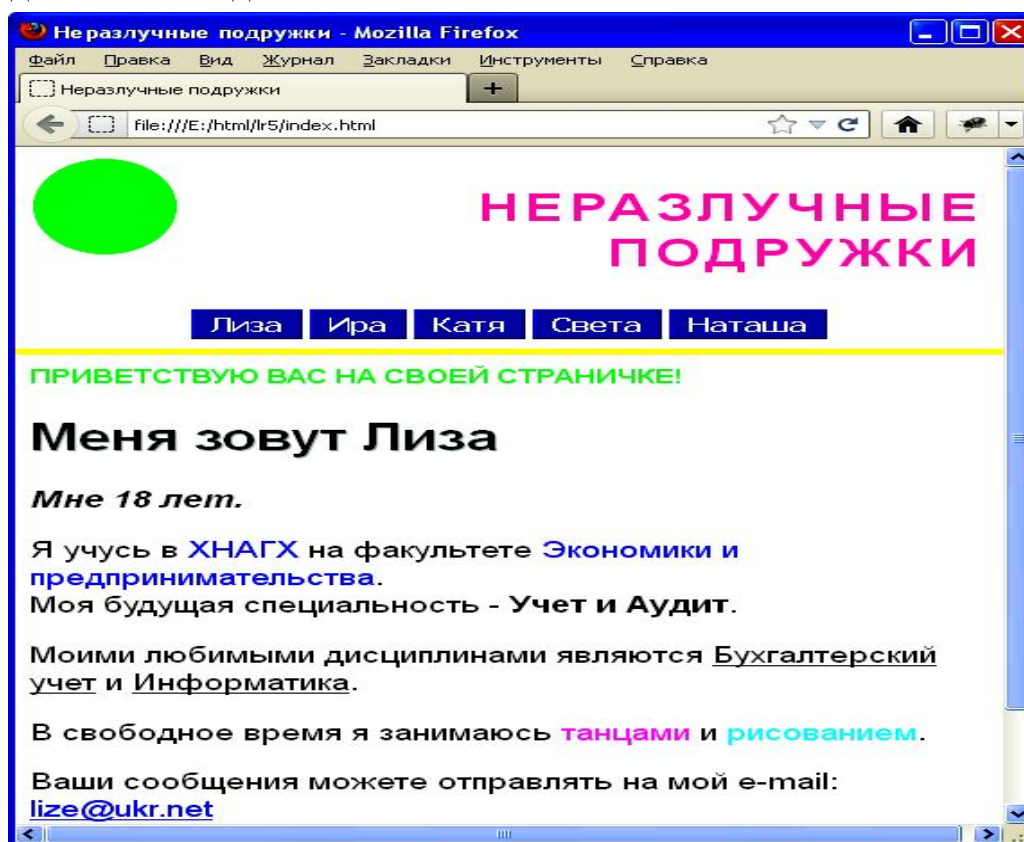 Неразлучные подружки - Mozilla Firefox
Файл Правка Вид Журнал Закладки Инструменты Справка
Неразлучные подружки +
file:///E:/html/lr5/index.html
НЕРАЗЛУЧНЫЕ
ПОДРУЖКИ
Лиза Ира Катя Света Наташа
ПРИВЕТСТВУЮ ВАС НА СВОЕЙ СТРАНИЧКЕ!
Меня зовут Лиза
Мне 18 лет.
Я учусь в ХНАГХ на факультете Экономики и
предпринимательства.
Моя будущая специальность - Учет и Аудит.
Моими любимыми дисциплинами являются Бухгалтерский
учет и Информатика.
В свободное время я занимаюсь танцами и рисованием.
Ваши сообщения можете отправлять на мой e-mail:
lize@ukr.net